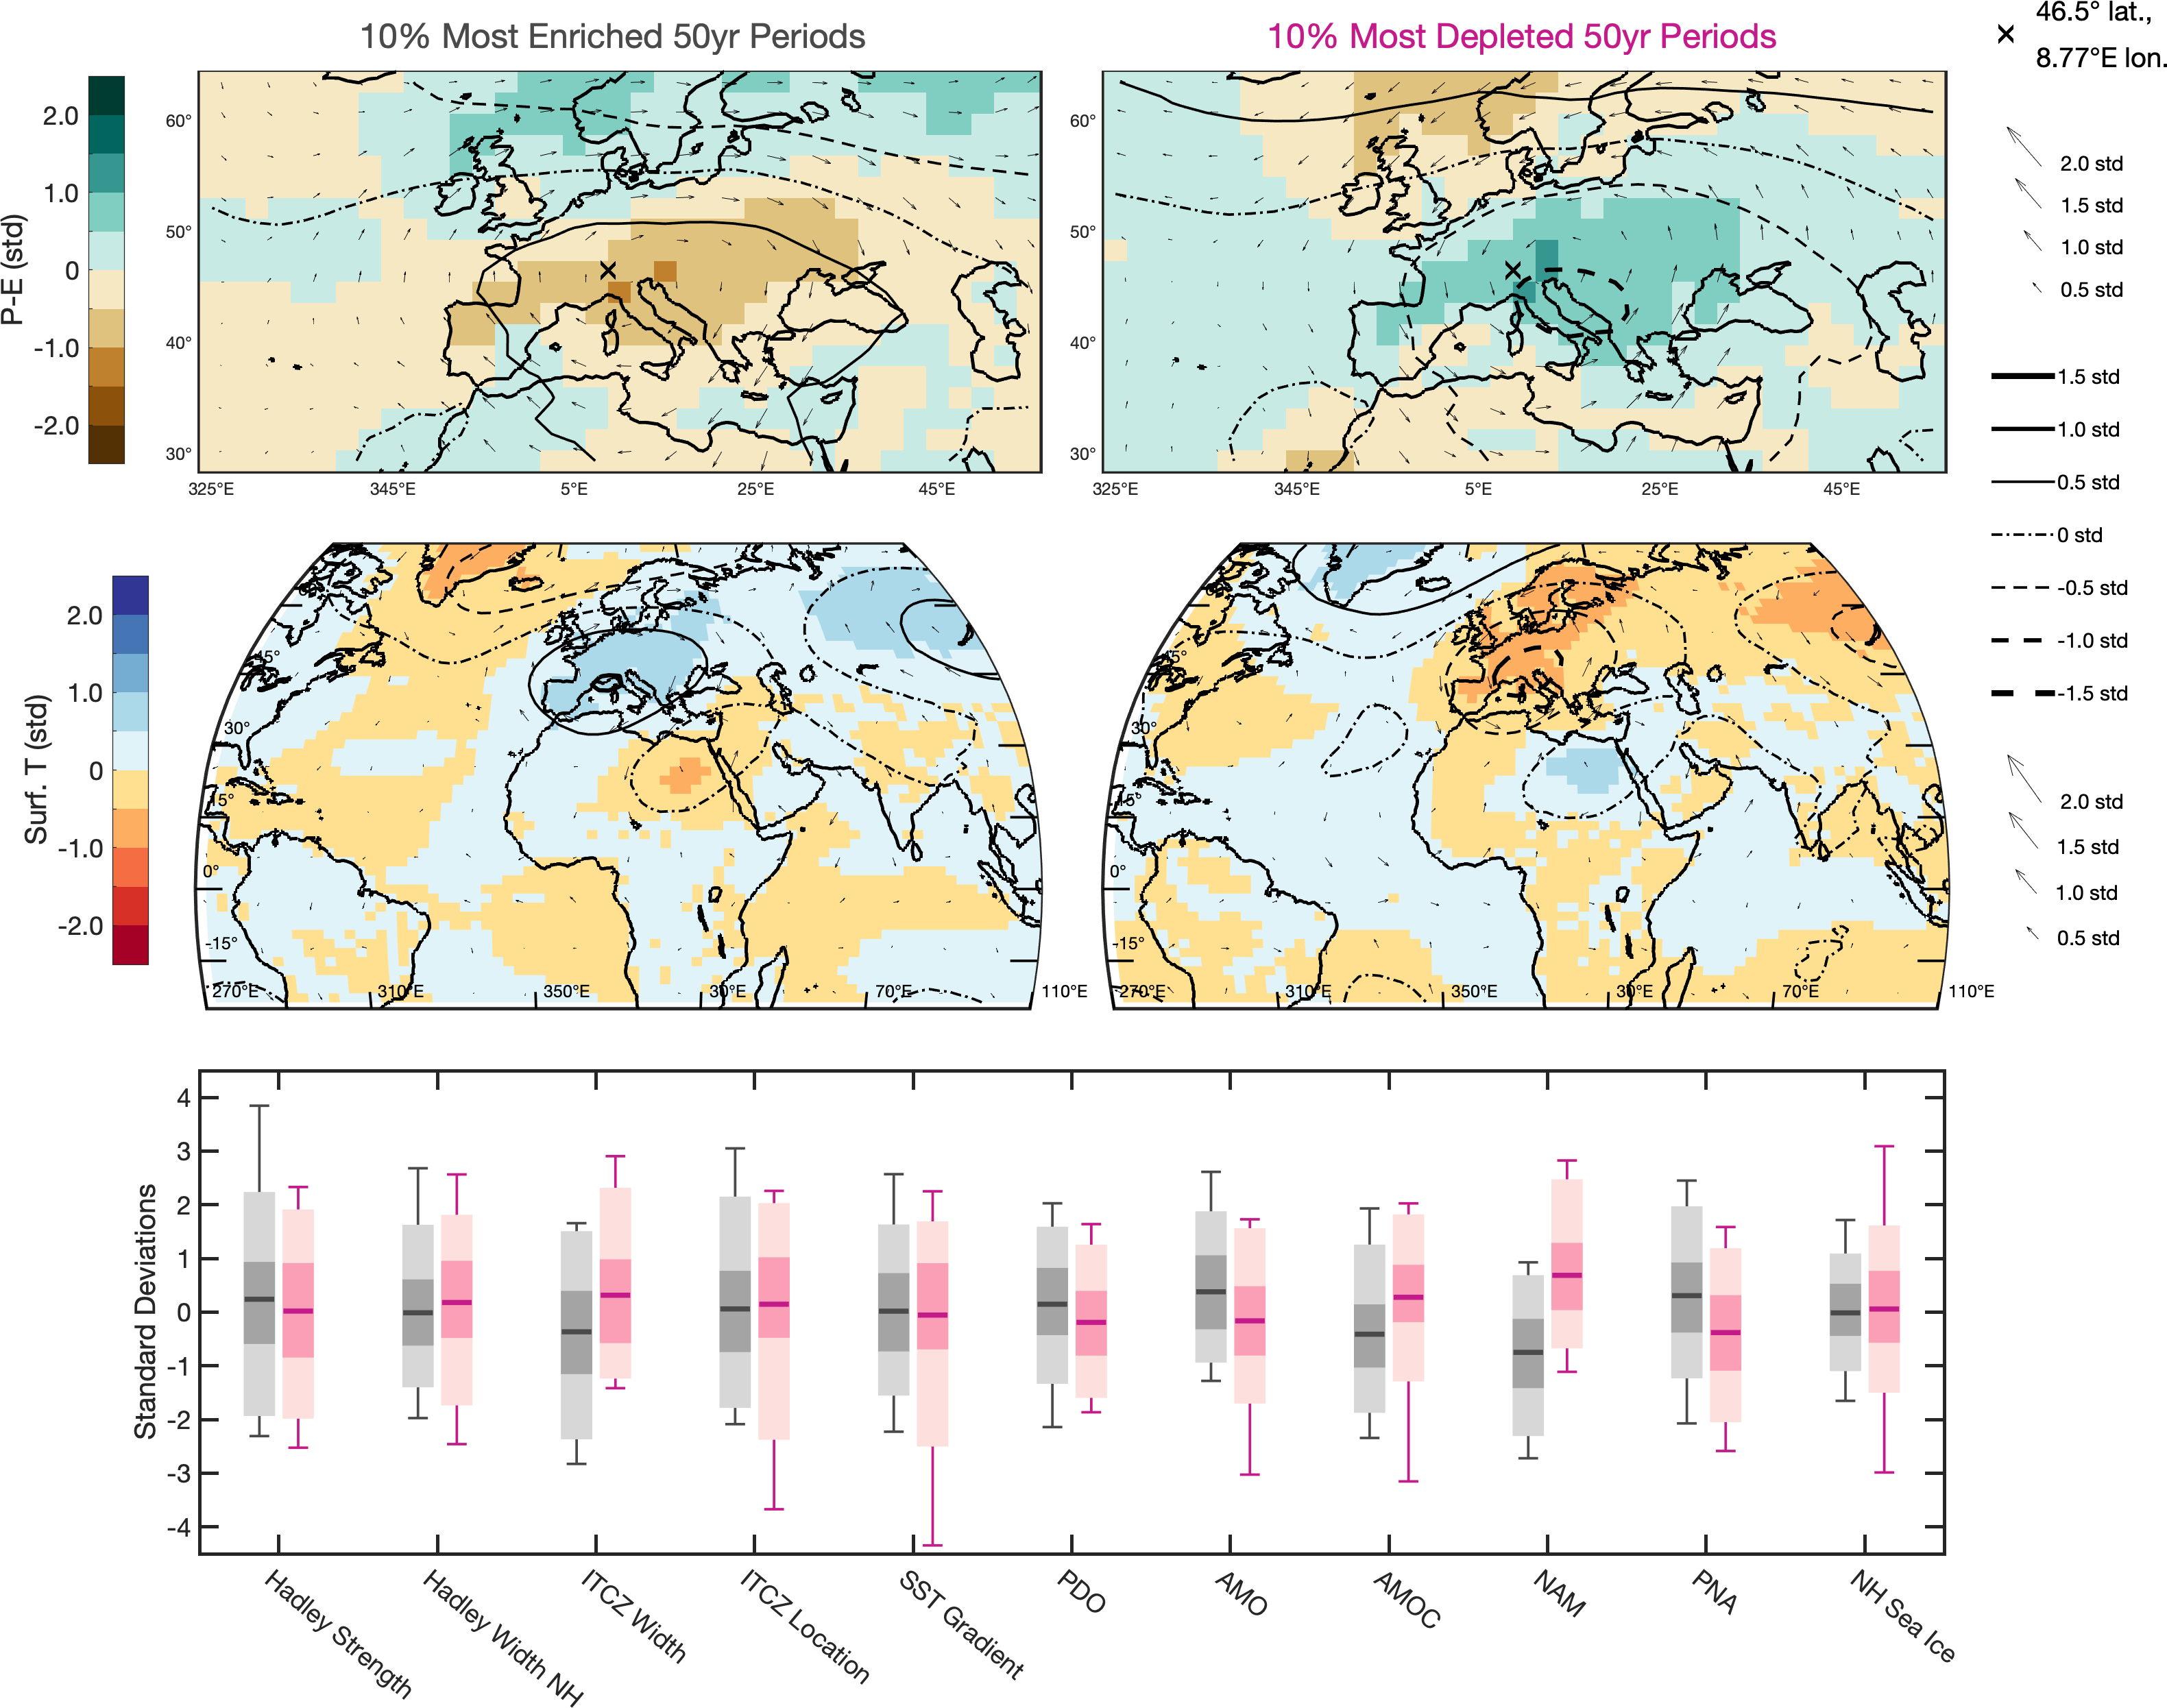 10% Most Enriched 50yr Periods
10% Most Depleted 50yr Periods
46.5° lat.,
8.77°E lon.
P-E (std)
2.0
1.0
0
-1.0
-2.0
60°
50°
40°
30°
325°E
345°E
5°E
25°E
45°E
60°
50°
40°
30°
325°E
345°E
5°E
25°E
45°E
2.0 std
1.5 std
1.0 std
0.5 std
1.5 std
1.0 std
0.5 std
0 std
-0.5 std
-1.0 std
-1.5 std
Surf. T (std)
2.0
1.0
0
-1.0
-2.0
45°
30°
15°
0°
-15°
270°E
310°E
350°E
30°E
70°E
110°E
45°
30°
15°
0°
-15°
270°E
310°E
350°E
30°E
70°E
110°E
2.0 std
1.5 std
1.0 std
0.5 std
Standard Deviations
4
3
2
1
0
-1
-2
-3
-4
Hadley Strength
Hadley Width NH
ITCZ Width
ITCZ Location
SST Gradient
PDO
AMO
AMOC
NAM
PNA
NH Sea Ice